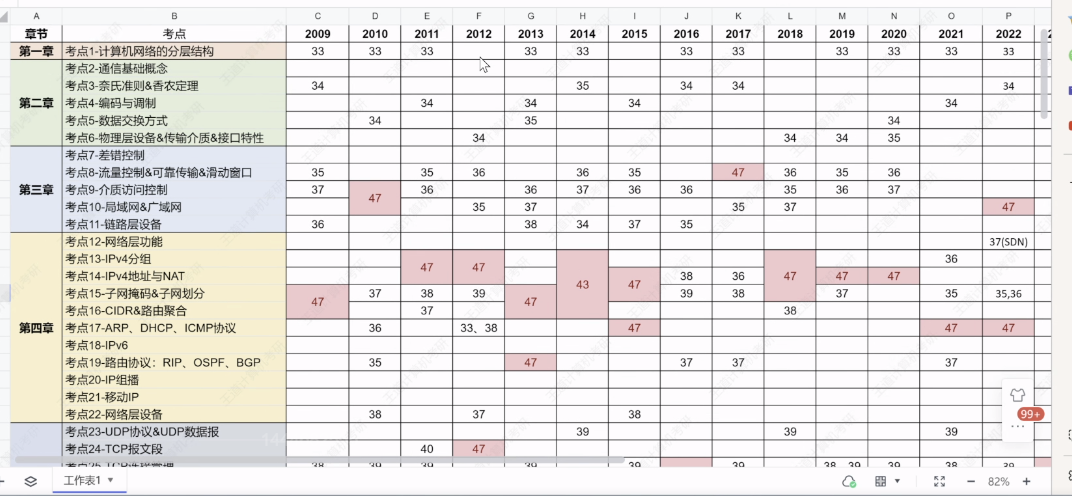 A B C D E F G H I J K L M N O P
章节 考点 2009 2010 2011 2012 2013 2014 2015 2016 2017 2018 2019 2020 2021 2022
第一章 考点1-计算机网络的分层结构 33 33 33 33 33 33 33 33 33 33 33
考点2-通信基础概念
考点3-奈氏准则&香农定理 34 35 34 34 34
第二章 考点4-编码与调制 34 34 34 34
考点5-数据交换方式 34 35 34
考点6-物理层设备&传输介质&接口特性 34 34 34 35
考点7-差错控制
考点8-流量控制&可靠传输&滑动窗口 35 35 36 36 35 47 36 35 36
第三章 考点9-介质访问控制 37 47 36 36 37 36 36 35 36 37
考点10-局域网&广域网 35 37 35 37 47
考点11-链路层设备 36 38 34 37 35
考点12-网络层功能 37(SDN)
考点13-IPv4分组 47 47 43 47 36
考点14-IPv4地址与NAT 47 38 36 47 47
考点15-子网掩码&子网划分 47 37 38 39 47 39 38 37 35 35,36
考点16-CIDR&路由聚合 37 38
第四章 考点17-ARP、DHCP、ICMP协议 36 33、38 47 47 47
考点18-IPv6
考点19-路由协议：RIP、OSPF、BGP 35 47 37 37 37
考点20-IP组播
考点21-移动IP
考点22-网络层设备 38 37 38
99+
考点23-UDP协议&UDP数据报 39 39 39
考点24-TCP报文段 40 47
工作表1 82%